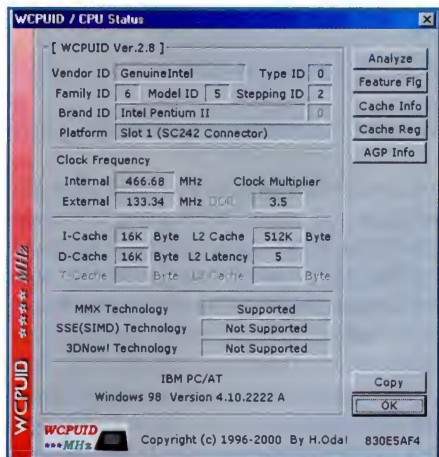 WCPUID / CPU Status
[ WCPUID Ver.2.8 ]
Vendor ID GenuineIntel Type ID 0
Family ID 6 Model ID 5 Stepping ID 2
Brand ID Intel Pentium II 0
Platform Slot 1 (SC242 Connector)
Clock Frequency
Internal 466.68 MHz Clock Multiplier
External 133.34 MHz DDR 3.5
I-Cache 16K Byte L2 Cache 512K Byte
D-Cache 16K Byte L2 Latency 5
T-Cache Byte L3 Cache Byte
MMX Technology Supported
SSE(SIMD) Technology Not Supported
3DNow! Technology Not Supported
IBM PC/AT
Windows 98 Version 4.10.2222 A
Analyze
Feature Flg
Cache Info
Cache Reg
AGP Info
Copy
OK
WCPUID **** MHz
WCPUID
***MHz
Copyright (c) 1996-2000 By H.Oda! 830E5AF4